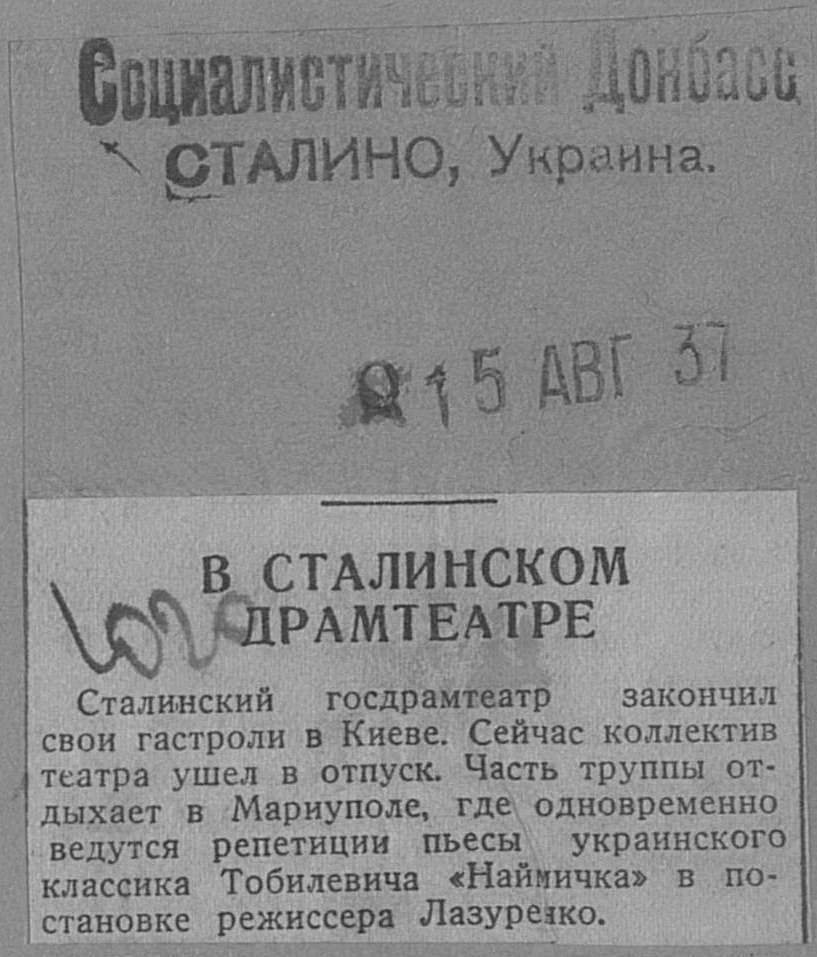 Социалистический Донбасс
СТАЛИНО, Украина.
15 АВГ 37
В СТАЛИНСКОМ
ДРАМТЕАТРЕ
Сталинский госдрамтеатр закончил
свои гастроли в Киеве. Сейчас коллектив
театра ушел в отпуск. Часть труппы от-
дыхает в Мариуполе, где одновременно
ведутся репетиции пьесы украинского
классика Тобилевича «Наймичка» в по-
становке режиссера Лазуренко.